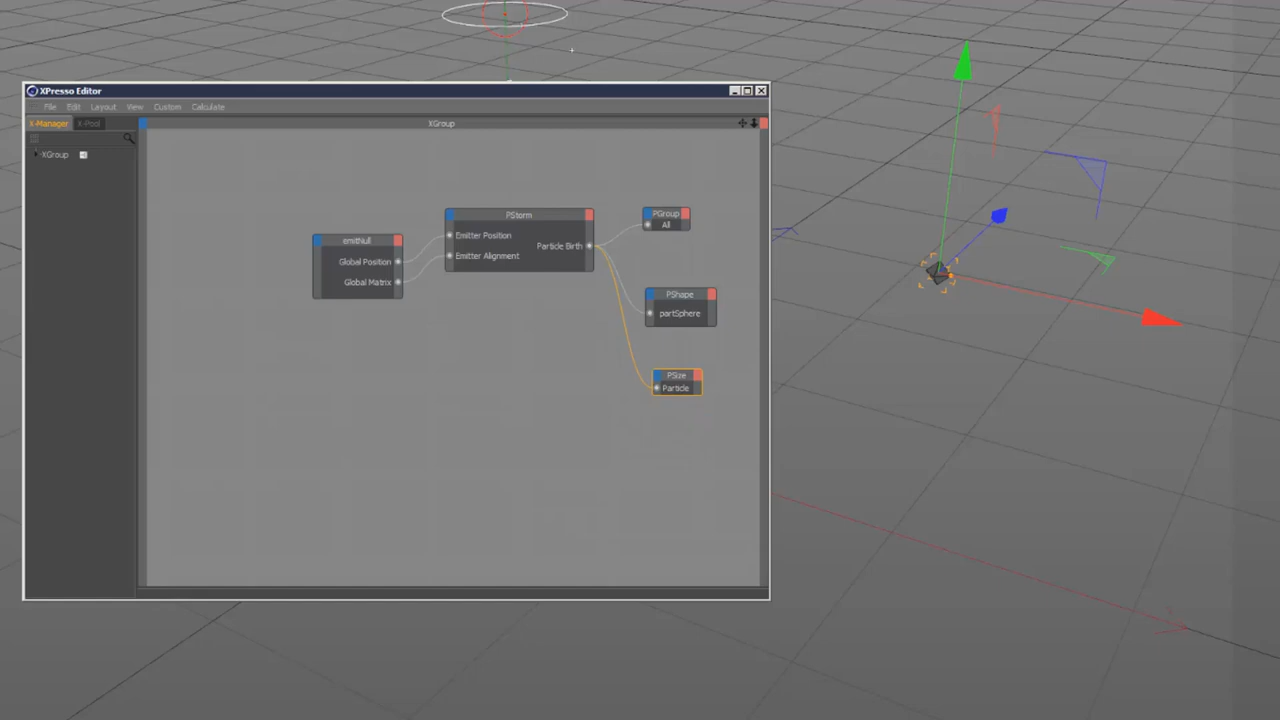 XPresso Editor
File Edit Layout View Custom Calculate
X-Manager X-Pool
XGroup
XGroup
emitNull
Global Position
Global Matrix
PStorm
Emitter Position
Emitter Alignment
Particle Birth
PGroup
All
PShape
partSphere
PSize
Particle